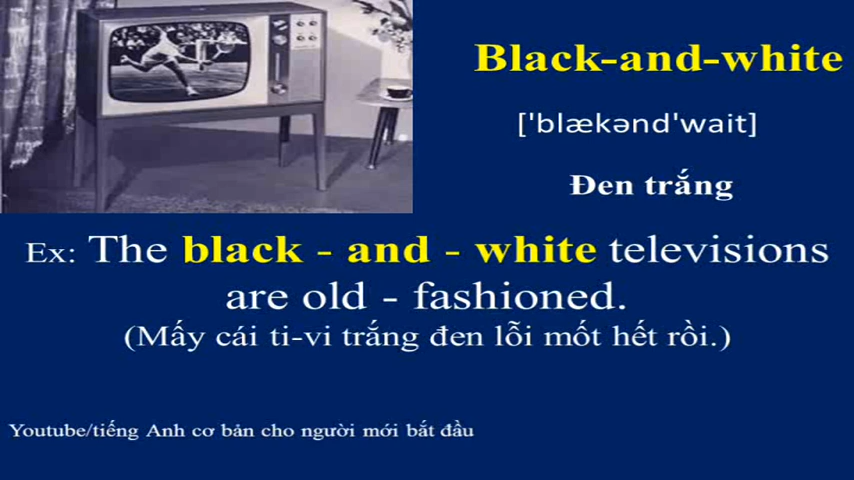 Black-and-white
['blækənd'wait]
Đen trắng
Ex: The black - and - white televisions
are old - fashioned.
(Mấy cái ti-vi trắng đen lỗi mốt hết rồi.)
Youtube/tiếng Anh cơ bản cho người mới bắt đầu